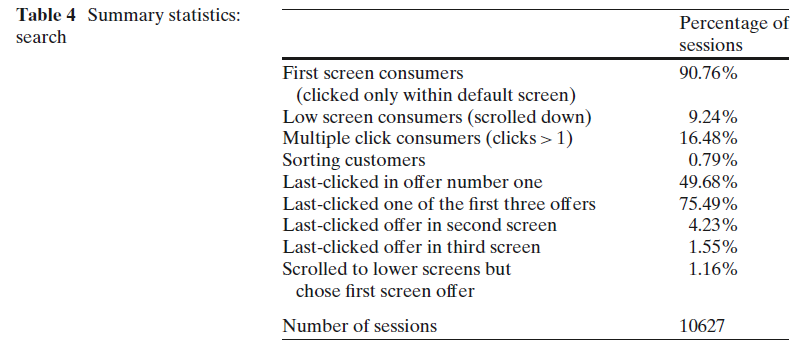 Table 4 Summary statistics:
search
Percentage of
sessions
First screen consumers 90.76%
(clicked only within default screen)
Low screen consumers (scrolled down) 9.24%
Multiple click consumers (clicks > 1) 16.48%
Sorting customers 0.79%
Last-clicked in offer number one 49.68%
Last-clicked one of the first three offers 75.49%
Last-clicked offer in second screen 4.23%
Last-clicked offer in third screen 1.55%
Scrolled to lower screens but 1.16%
chose first screen offer
Number of sessions 10627